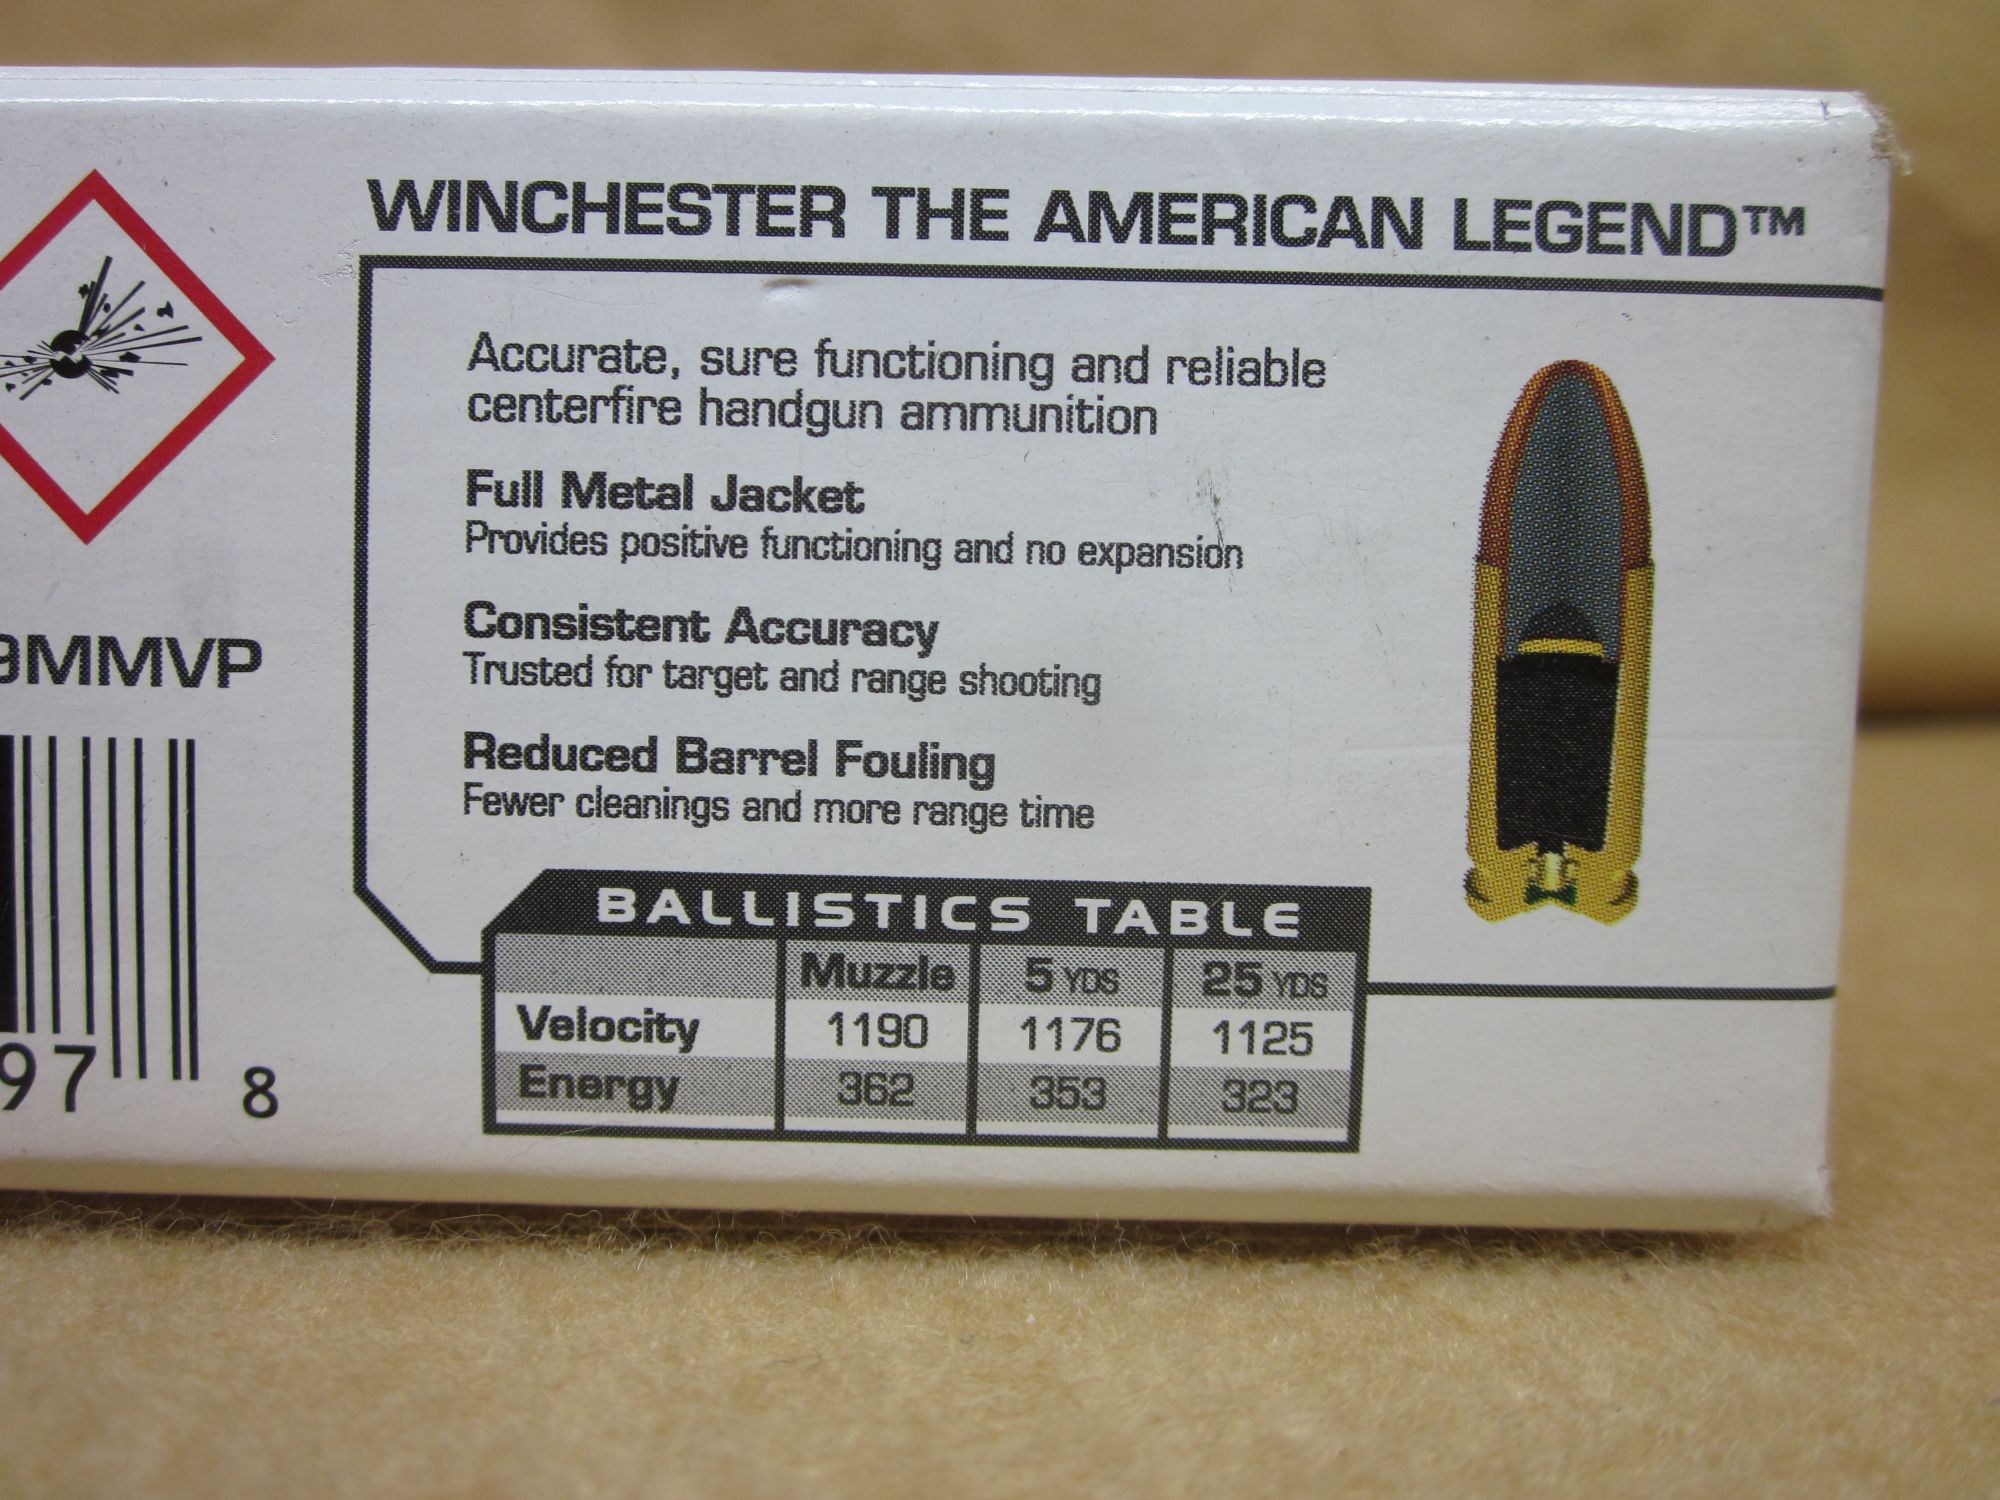 WINCHESTER THE AMERICAN LEGEND™
Accurate, sure functioning and reliable
centerfire handgun ammunition
Full Metal Jacket
Provides positive functioning and no expansion
Consistent Accuracy
Trusted for target and range shooting
Reduced Barrel Fouling
Fewer cleanings and more range time
9MMVP
97 8
BALLISTICS TABLE
Muzzle 5 YDS 25 YDS
Velocity 1190 1176 1125
Energy 362 353 323